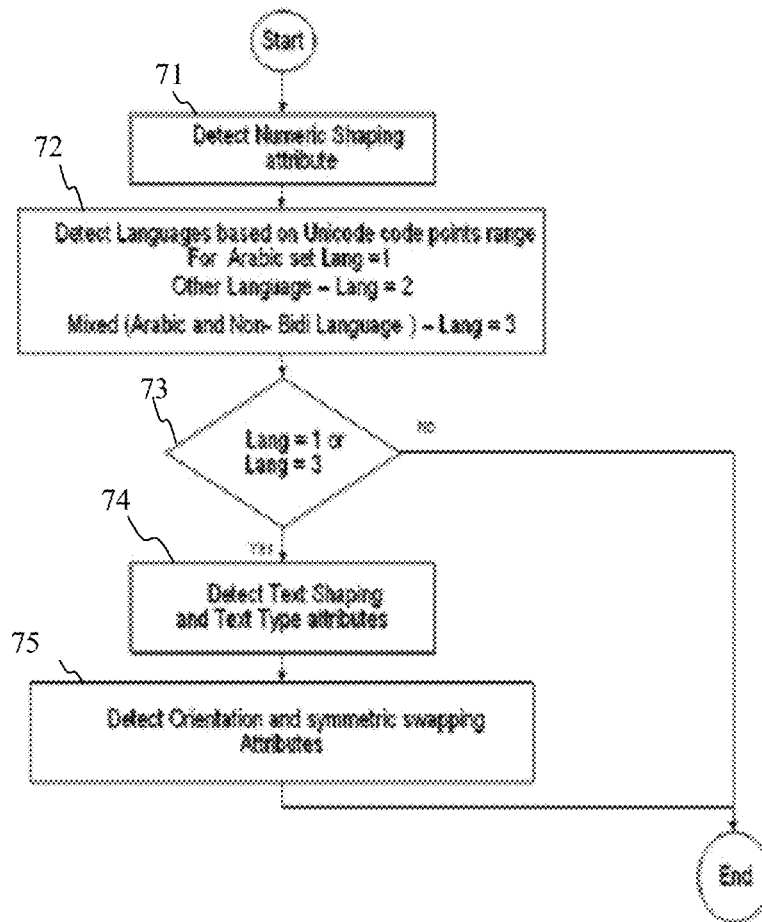 Start
71
Detect Numeric Shaping
attribute
72
Detect Languages based on Unicode code points range
For Arabic set Lang =1
Other Language – Lang = 2
Mixed (Arabic and Non- Bidi Language ) – Lang = 3
73
Lang = 1 or
Lang = 3
NO
74
YES
Detect Text Shaping
and Text Type attributes
75
Detect Orientation and symmetric swapping
Attributes
End